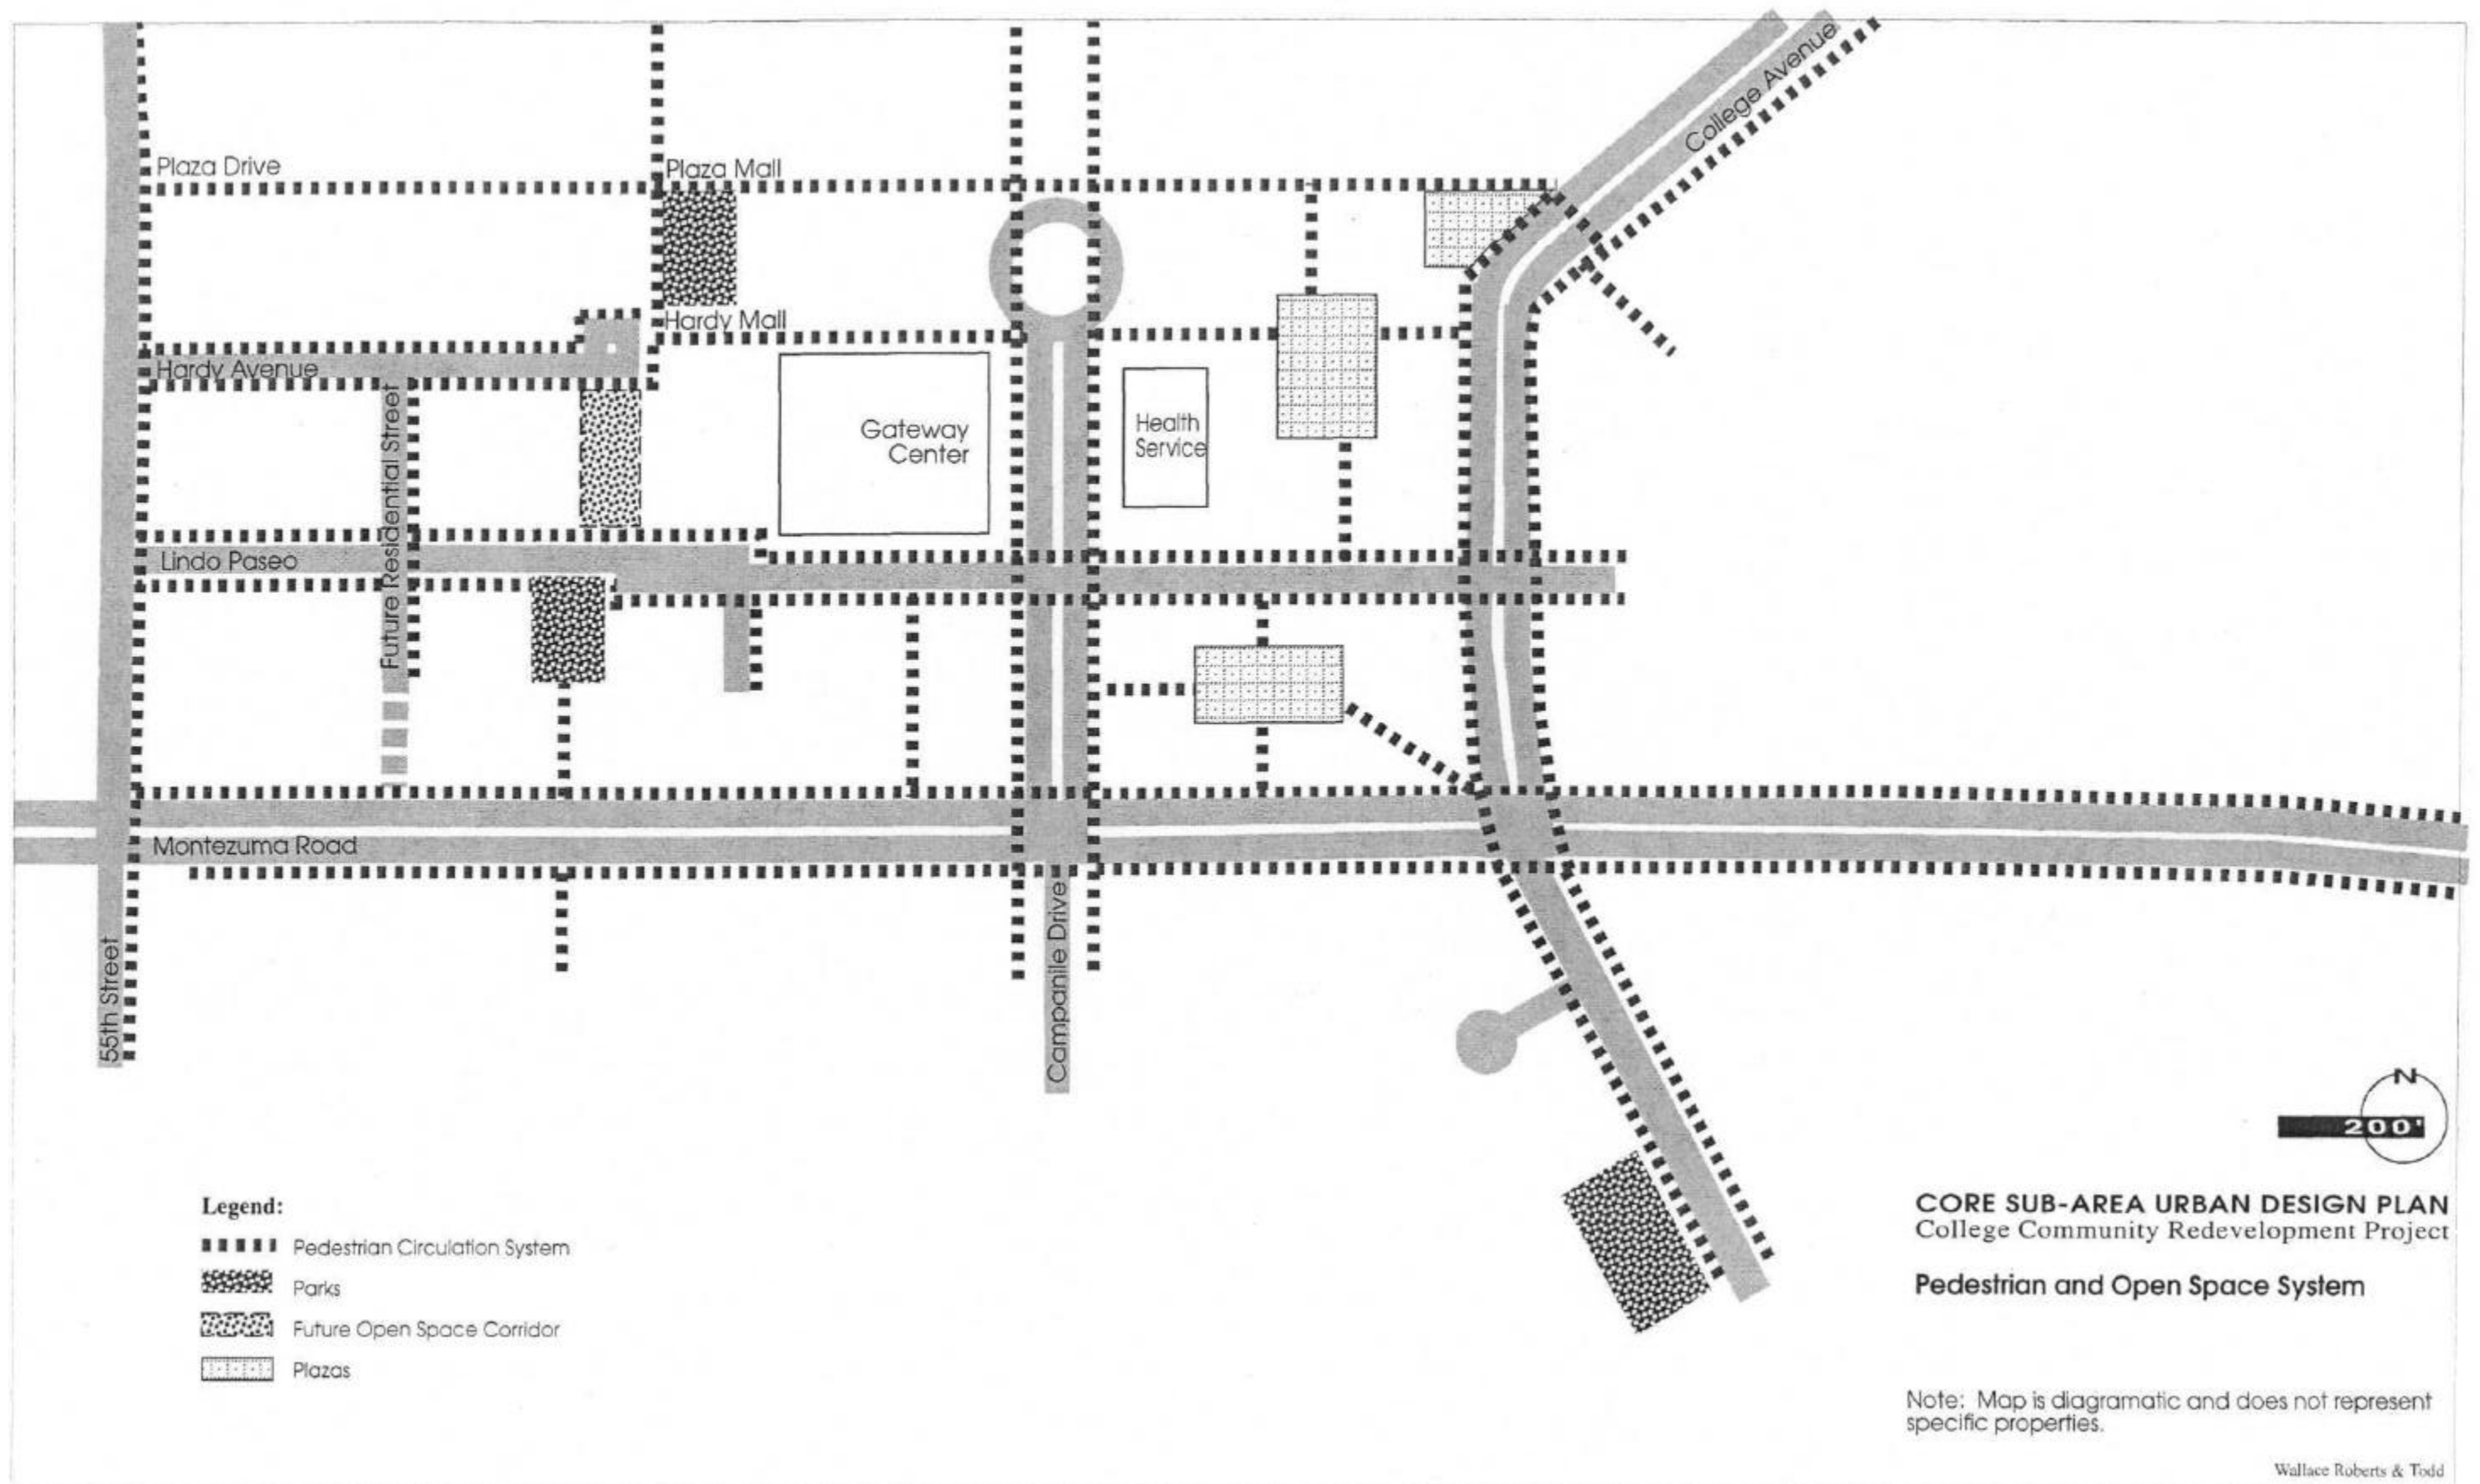 College Avenue
Plaza Drive
Plaza Mall
Hardy Mall
Hardy Avenue
Future Residential Street
Gateway
Center
Health
Service
Lindo Paseo
Montezuma Road
55th Street
Campanile Drive
N
200'
Legend:
Pedestrian Circulation System
Parks
Future Open Space Corridor
Plazas
CORE SUB-AREA URBAN DESIGN PLAN
College Community Redevelopment Project
Pedestrian and Open Space System
Note: Map is diagramatic and does not represent
specific properties.
Wallace Roberts & Todd